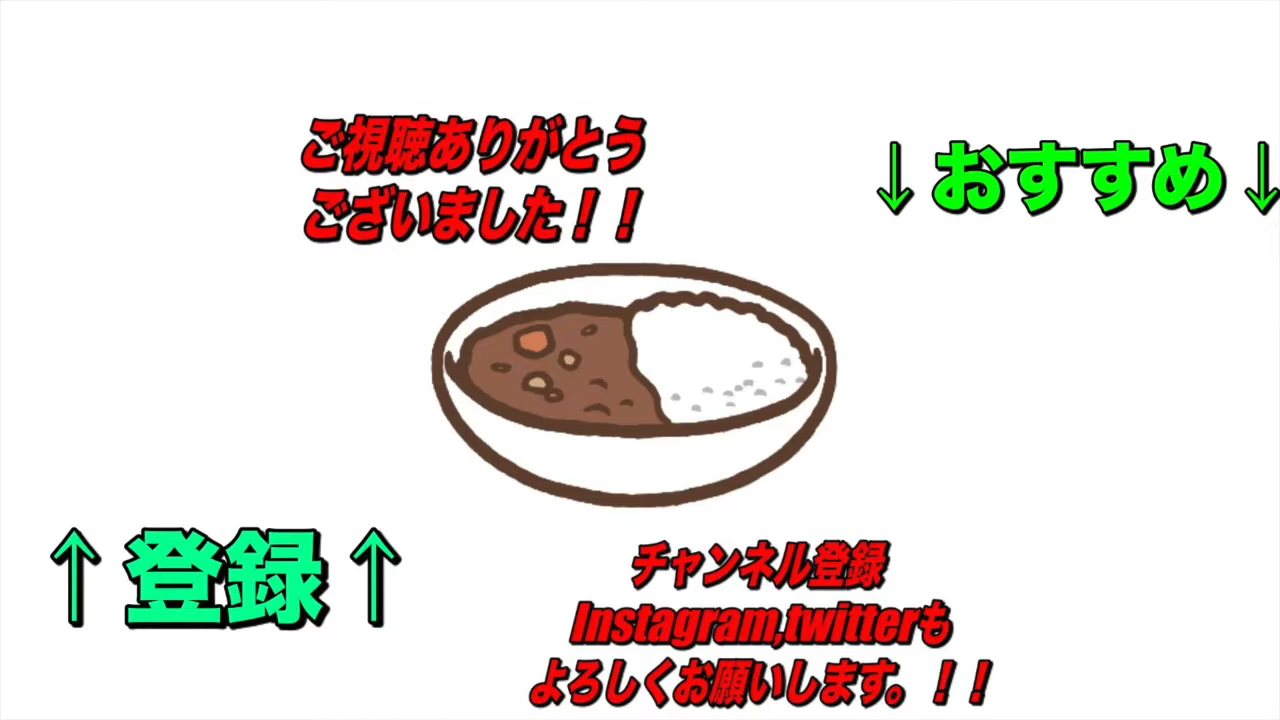 ご視聴ありがとう
ございました！！
↓おすすめ↓
↑登録↑
チャンネル登録
Instagram,twitterも
よろしくお願いします。！！